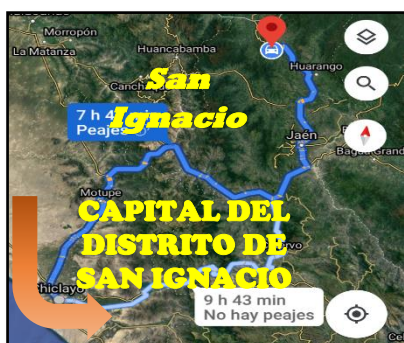 Morropón
La Matanza
Huancabamba
Huarango
San
Ignacio
7 h 4
Peajes
Jaén
Bagua Grand
Motupe
CAPITAL DEL
DISTRITO DE
SAN IGNACIO
Chiclayo
9 h 43 min
No hay peajes